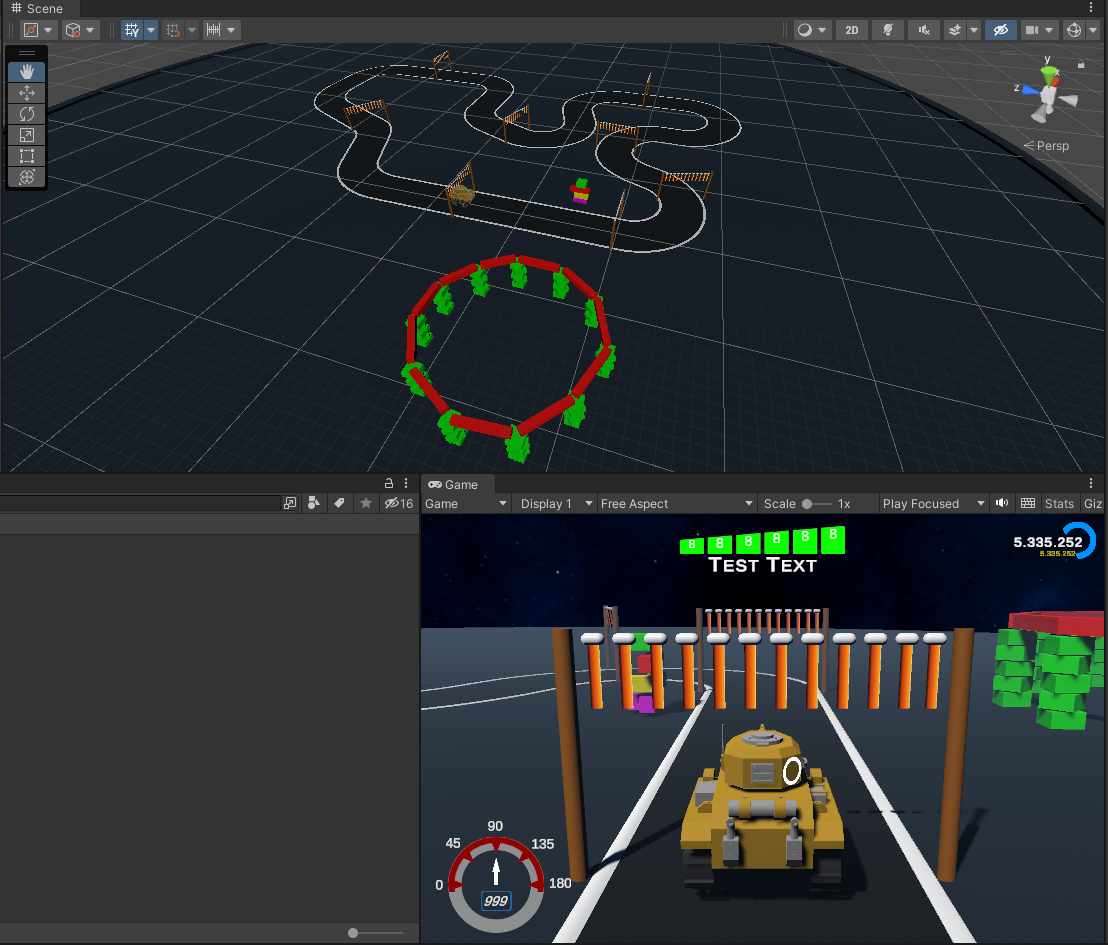 Scene
2D
y
x
z
Persp
16
Game
Game Display 1 Free Aspect Scale 1x Play Focused Stats Giz
8 8 8 8 8 8
TEST TEXT
5.335.252
5.335.252
90
45 135
0 180
999